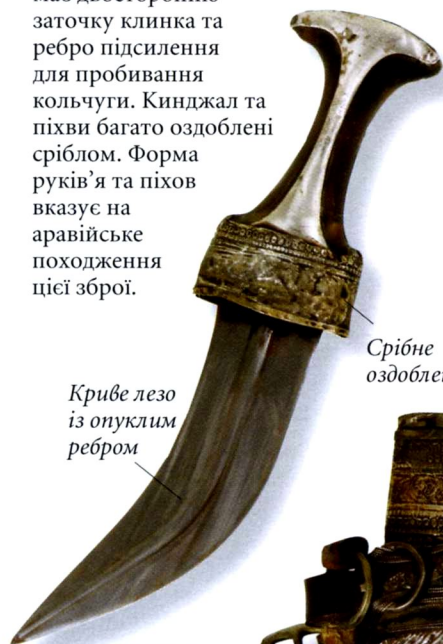 заточку клинка та
ребро підсилення
для пробивання
кольчуги. Кинджал та
піхви багато оздоблені
сріблом. Форма
руків'я та піхов
вказує на
аравійське
походження
цієї зброї.
Срібне
Криве лезо
із опуклим
ребром